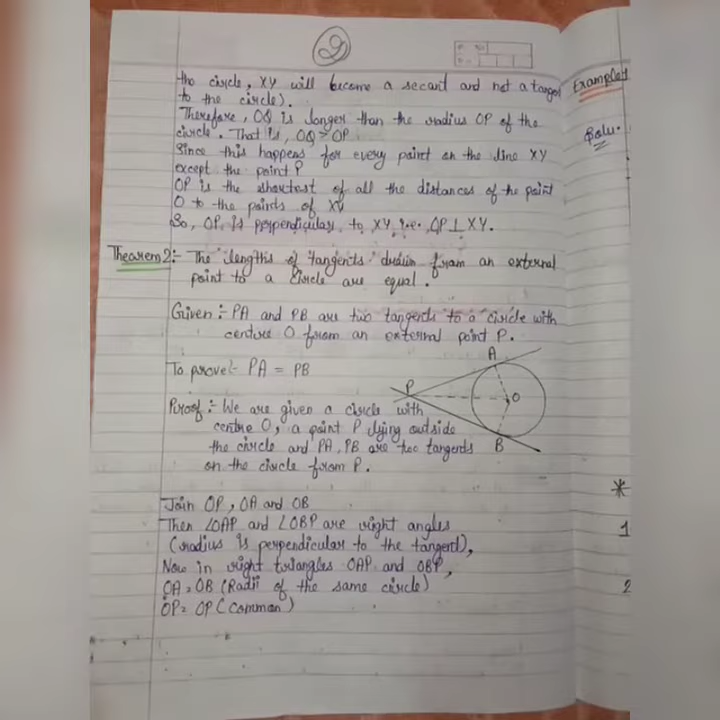 2
the circle, XY will become a secant and not a tangent
to the circle).
Therefore, OQ is longer than the radius OP of the
circle. That is, OQ > OP
Since this happens for every point on the line XY
except the point P
OP is the shortest of all the distances of the point
O to the points of XY
So, OP is perpendicular to XY i.e. OP ⊥ XY.
Theorem 2:- The lengths of tangents drawn from an external
point to a circle are equal.
Given:- PA and PB are two tangents to a circle with
centre O from an external point P.
To prove:- PA = PB
Proof:- We are given a circle with
centre O, a point P lying outside
the circle and PA, PB are two tangents
on the circle from P.
A
P
O
B
Join OP, OA and OB
Then ∠OAP and ∠OBP are right angles
(radius is perpendicular to the tangent),
Now in right triangles OAP and OBP,
OA = OB (Radii of the same circle)
OP = OP (Common)
Example 1
Solu.
*
1
2